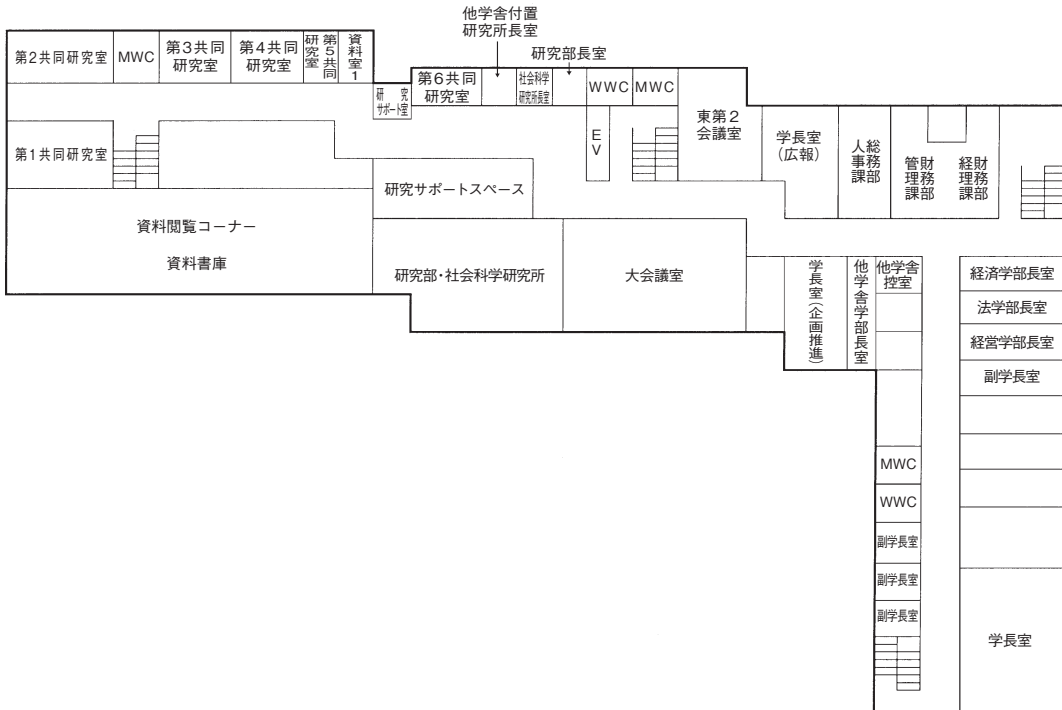 他学舎付置
研究所長室
研究部長室
第2共同研究室
MWC
第3共同
研究室
第4共同
研究室
第5共同
研究室
資料室1
研究
サポート室
第6共同
研究室
社会科学
研究所長室
WWC
MWC
東第2
会議室
EV
学長室
(広報)
総務部
人事課
財務部
管理課
財務部
経理課
第1共同研究室
研究サポートスペース
資料閲覧コーナー
資料書庫
研究部・社会科学研究所
大会議室
学長室(企画推進)
他学舎学部長室
他学舎
控室
経済学部長室
法学部長室
経営学部長室
副学長室
MWC
WWC
副学長室
副学長室
副学長室
学長室